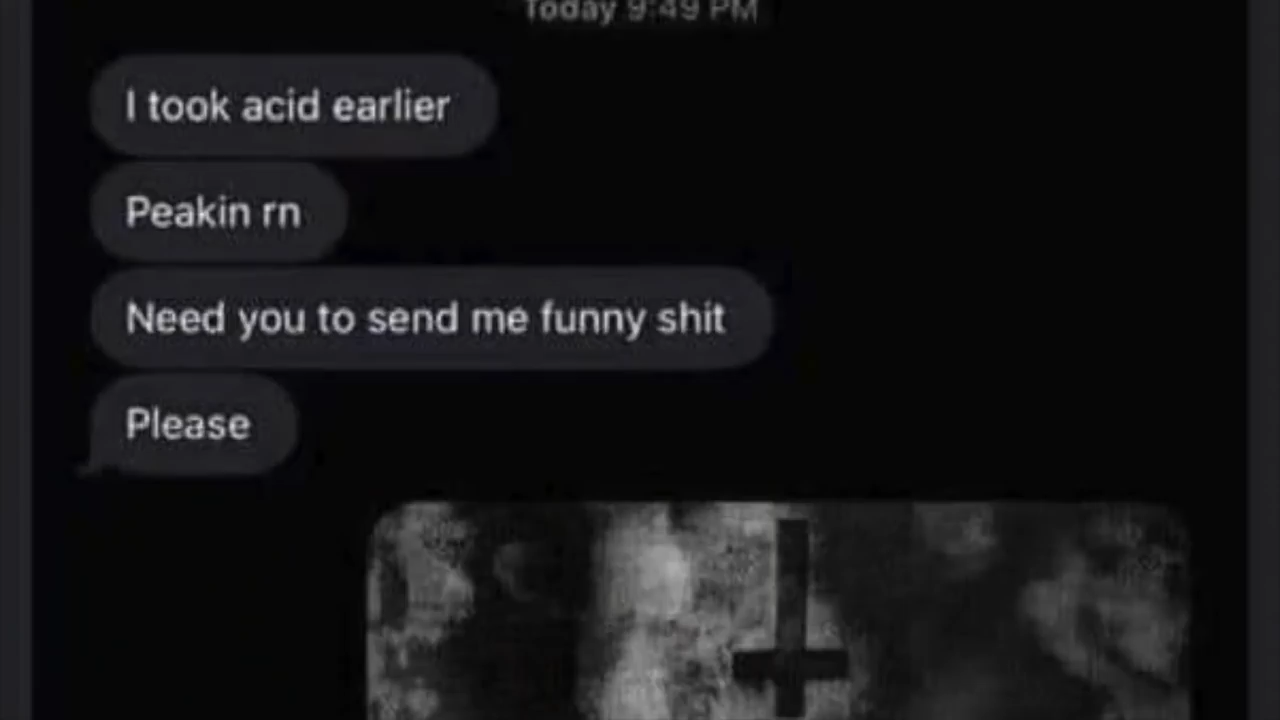 Today 9:49 PM
I took acid earlier
Peakin rn
Need you to send me funny shit
Please